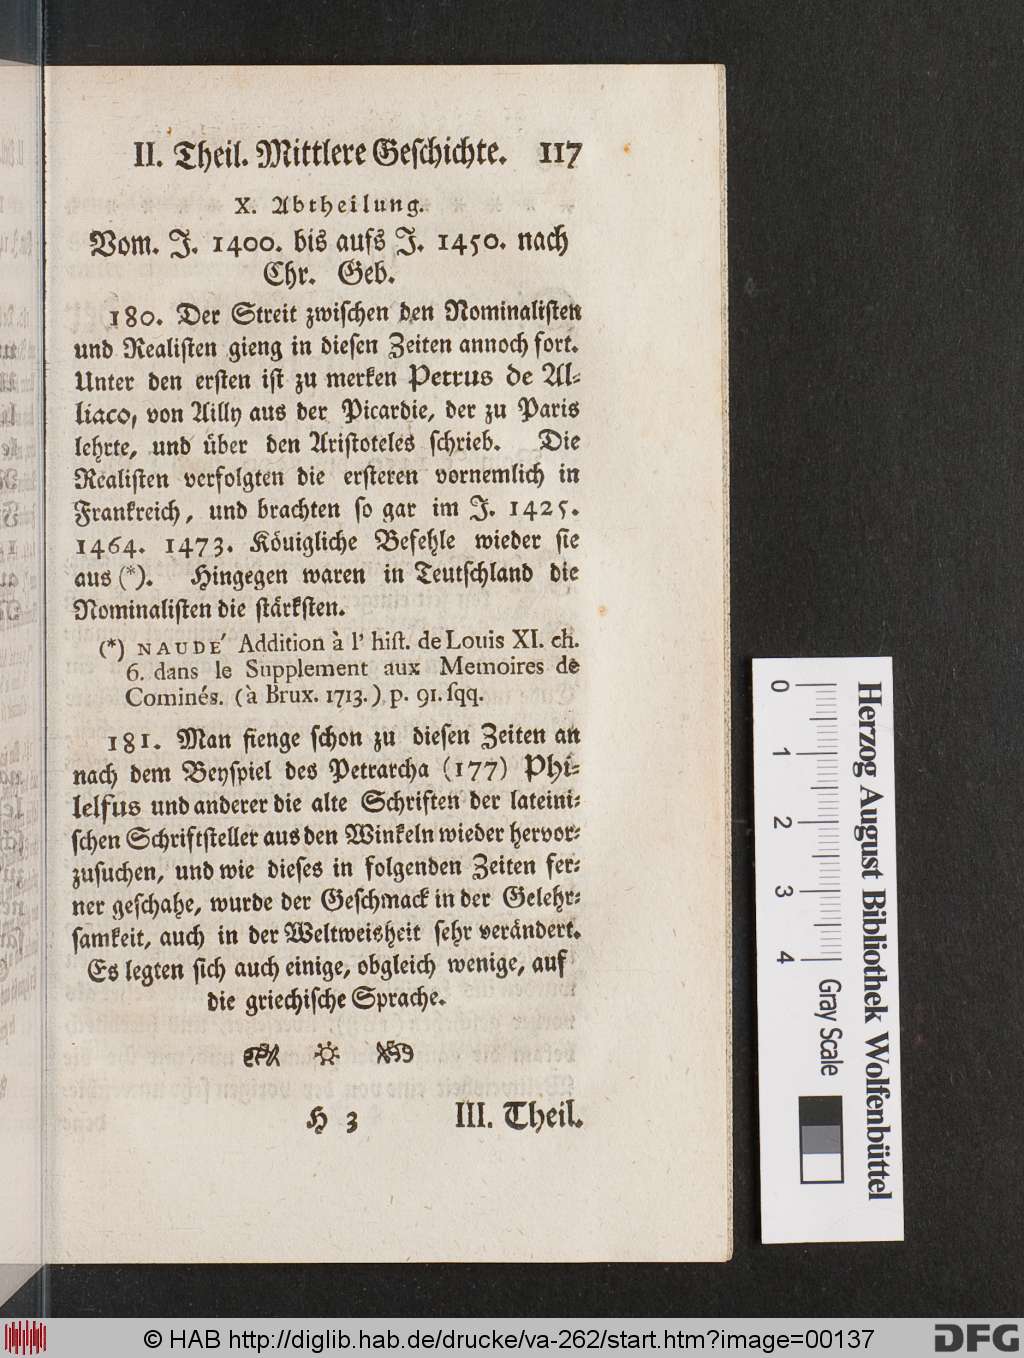 II. Theil. Mittlere Geschichte. 117
X. Abtheilung.
Vom. J. 1400. bis aufs J. 1450. nach
Chr. Geb.
180. Der Streit zwischen den Nominalisten
und Realisten gieng in diesen Zeiten annoch fort.
Unter den ersten ist zu merken Petrus de Al-
liaco, von Ailly aus der Picardie, der zu Paris
lehrte, und über den Aristoteles schrieb. Die
Realisten verfolgten die ersteren vornemlich in
Frankreich, und brachten so gar im J. 1425.
1464. 1473. Köuigliche Befehle wieder sie
aus (*). Hingegen waren in Teutschland die
Nominalisten die stärksten.
(*) NAUDE' Addition à l' hist. de Louis XI. ch.
6. dans le Supplement aux Memoires de
Cominés. (à Brux. 1713.) p. 91. sqq.
181. Man fienge schon zu diesen Zeiten an
nach dem Beyspiel des Petrarcha (177) Phi-
lelfus und anderer die alte Schriften der lateini-
schen Schriftsteller aus den Winkeln wieder hervor-
zusuchen, und wie dieses in folgenden Zeiten fer-
ner geschahe, wurde der Geschmack in der Gelehr-
samkeit, auch in der Weltweisheit sehr verändert.
Es legten sich auch einige, obgleich wenige, auf
die griechische Sprache.
H 3 III. Theil.
0 1 2 3 4 Gray Scale
Herzog August Bibliothek Wolfenbüttel
© HAB http://diglib.hab.de/drucke/va-262/start.htm?image=00137
DFG